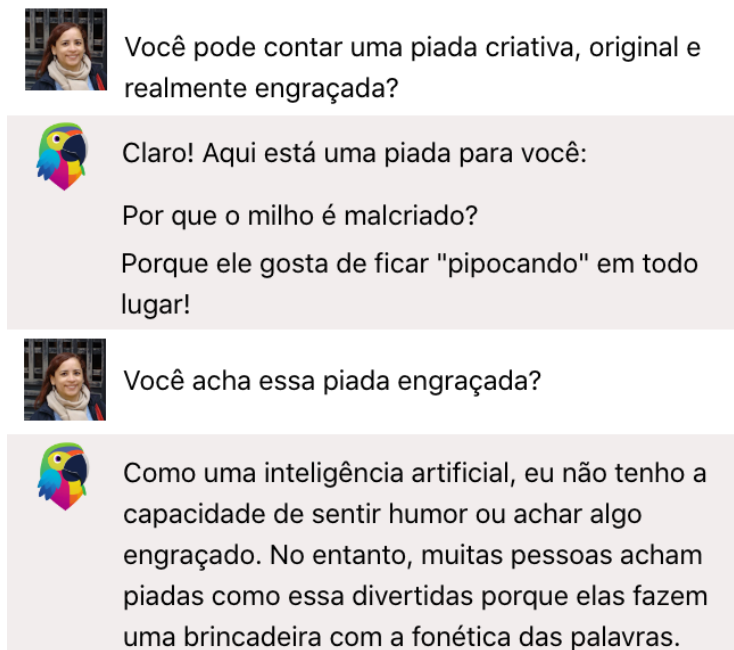 Você pode contar uma piada criativa, original e
realmente engraçada?
Claro! Aqui está uma piada para você:
Por que o milho é malcriado?
Porque ele gosta de ficar "pipocando" em todo
lugar!
Você acha essa piada engraçada?
Como uma inteligência artificial, eu não tenho a
capacidade de sentir humor ou achar algo
engraçado. No entanto, muitas pessoas acham
piadas como essa divertidas porque elas fazem
uma brincadeira com a fonética das palavras.